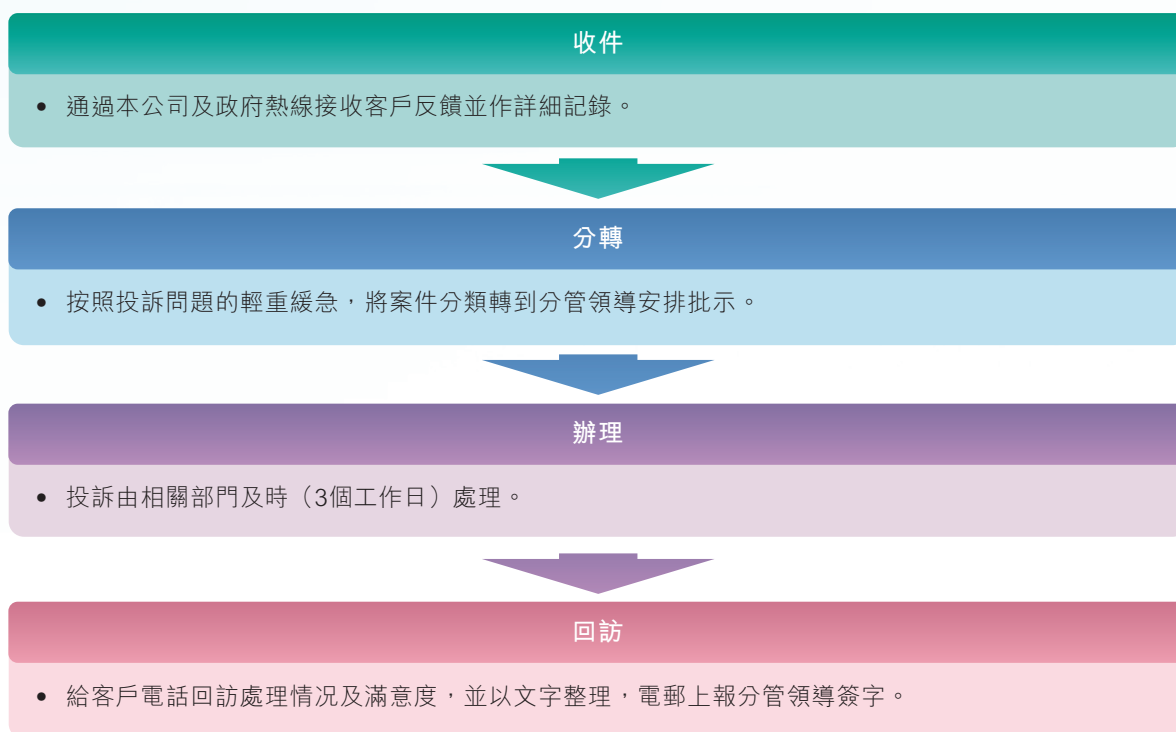 收件
• 通過本公司及政府熱線接收客戶反饋並作詳細記錄。
分轉
• 按照投訴問題的輕重緩急，將案件分類轉到分管領導安排批示。
辦理
• 投訴由相關部門及時（3個工作日）處理。
回訪
• 給客戶電話回訪處理情況及滿意度，並以文字整理，電郵上報分管領導簽字。